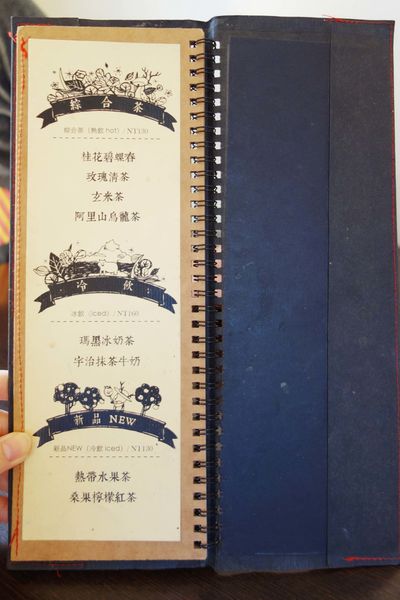 綜合茶
綜合茶 (熱飲 hot) / NT130
桂花碧螺春
玫瑰清茶
玄米茶
阿里山烏龍茶
冷飲
冰飲 (iced) / NT160
瑪黑冰奶茶
宇治抹茶牛奶
新品 NEW
新品NEW (冷飲 iced) / NT130
熱帶水果茶
桑果檸檬紅茶